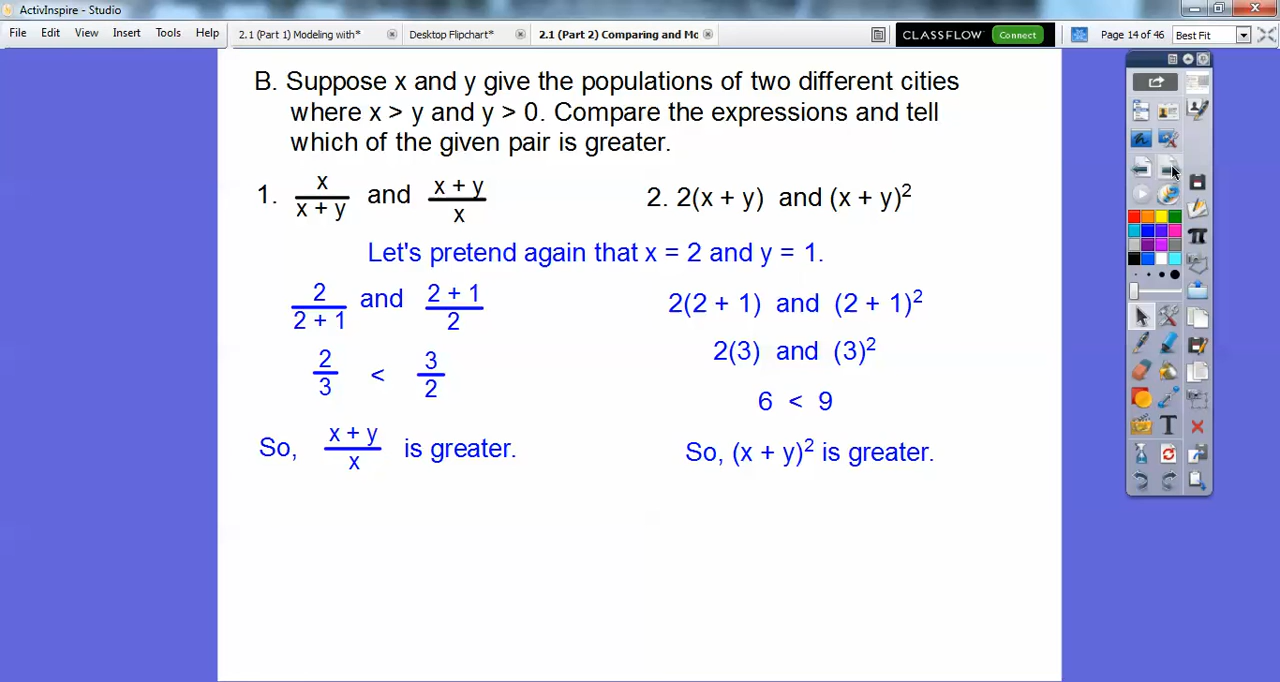 ActivInspire - Studio
File Edit View Insert Tools Help
2.1 (Part 1) Modeling with*
Desktop Flipchart*
2.1 (Part 2) Comparing and Mo
CLASSFLOW Connect
Page 14 of 46
Best Fit
B. Suppose x and y give the populations of two different cities
where x > y and y > 0. Compare the expressions and tell
which of the given pair is greater.
1. x/(x + y) and (x + y)/x
2. 2(x + y) and (x + y)²
Let's pretend again that x = 2 and y = 1.
2/(2 + 1) and (2 + 1)/2
2/3 < 3/2
So, (x + y)/x is greater.
2(2 + 1) and (2 + 1)²
2(3) and (3)²
6 < 9
So, (x + y)² is greater.